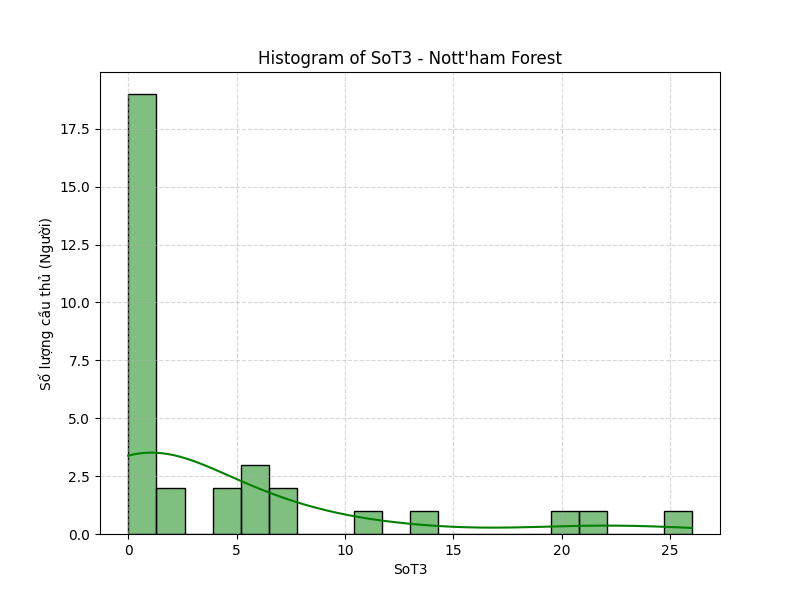 Histogram of SoT3 - Nott'ham Forest
Số lượng cầu thủ (Người)
17.5
15.0
12.5
10.0
7.5
5.0
2.5
0.0
0 5 10 15 20 25
SoT3